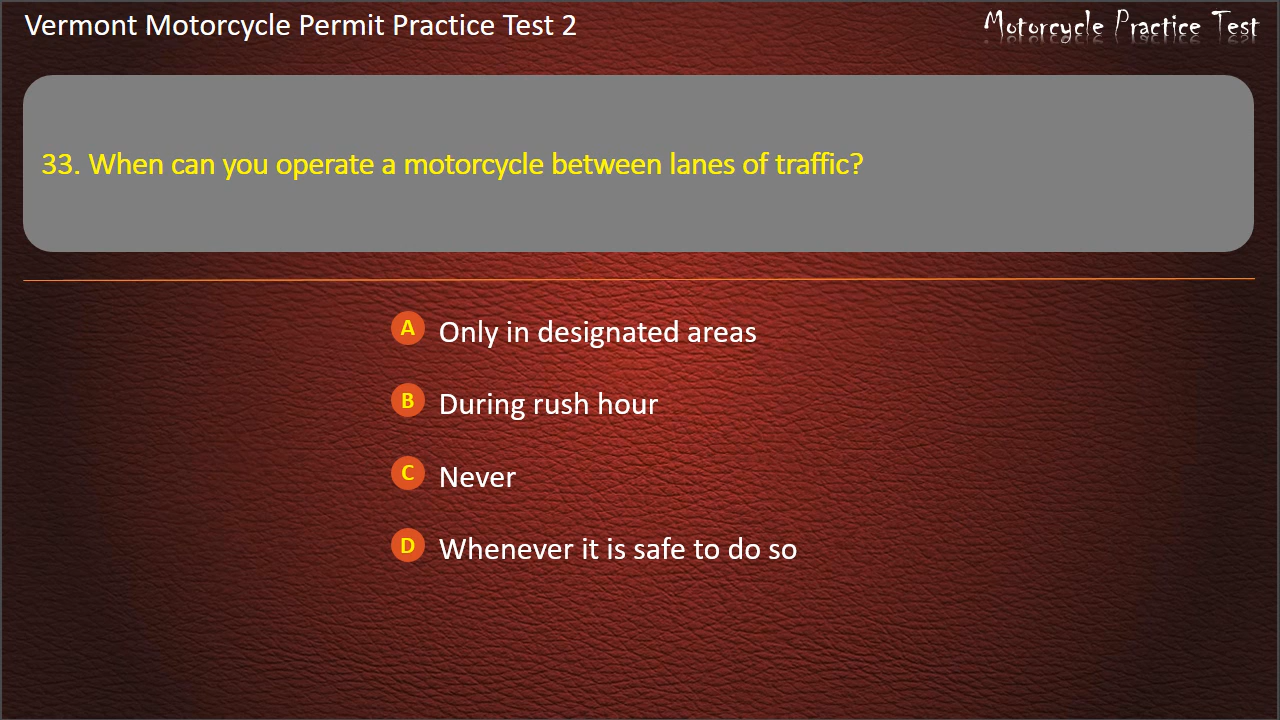 Vermont Motorcycle Permit Practice Test 2
Motorcycle Practice Test
33. When can you operate a motorcycle between lanes of traffic?
A Only in designated areas
B During rush hour
C Never
D Whenever it is safe to do so